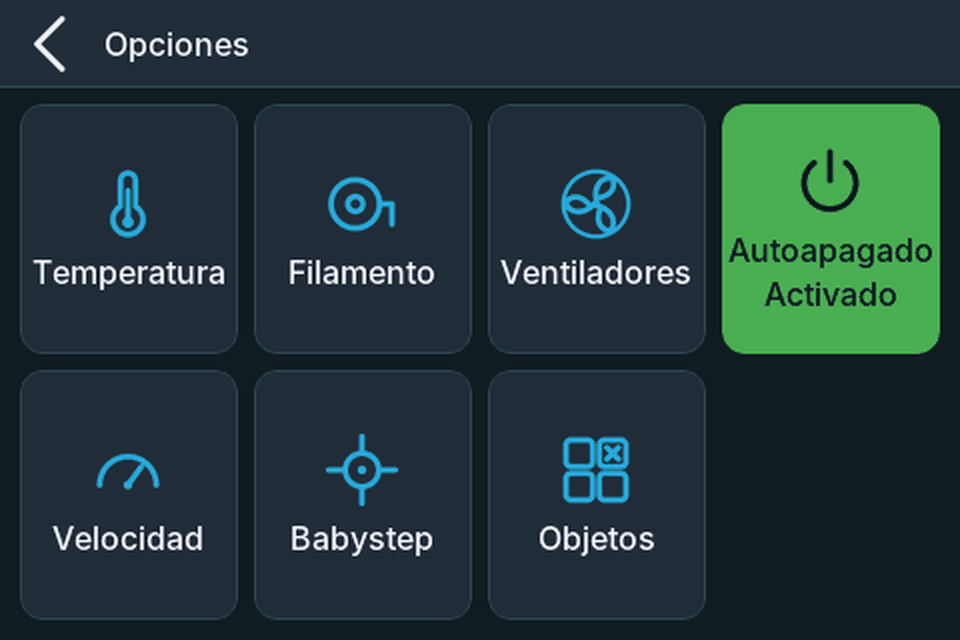 Opciones
Temperatura
Filamento
Ventiladores
Autoapagado
Activado
Velocidad
Babystep
Objetos